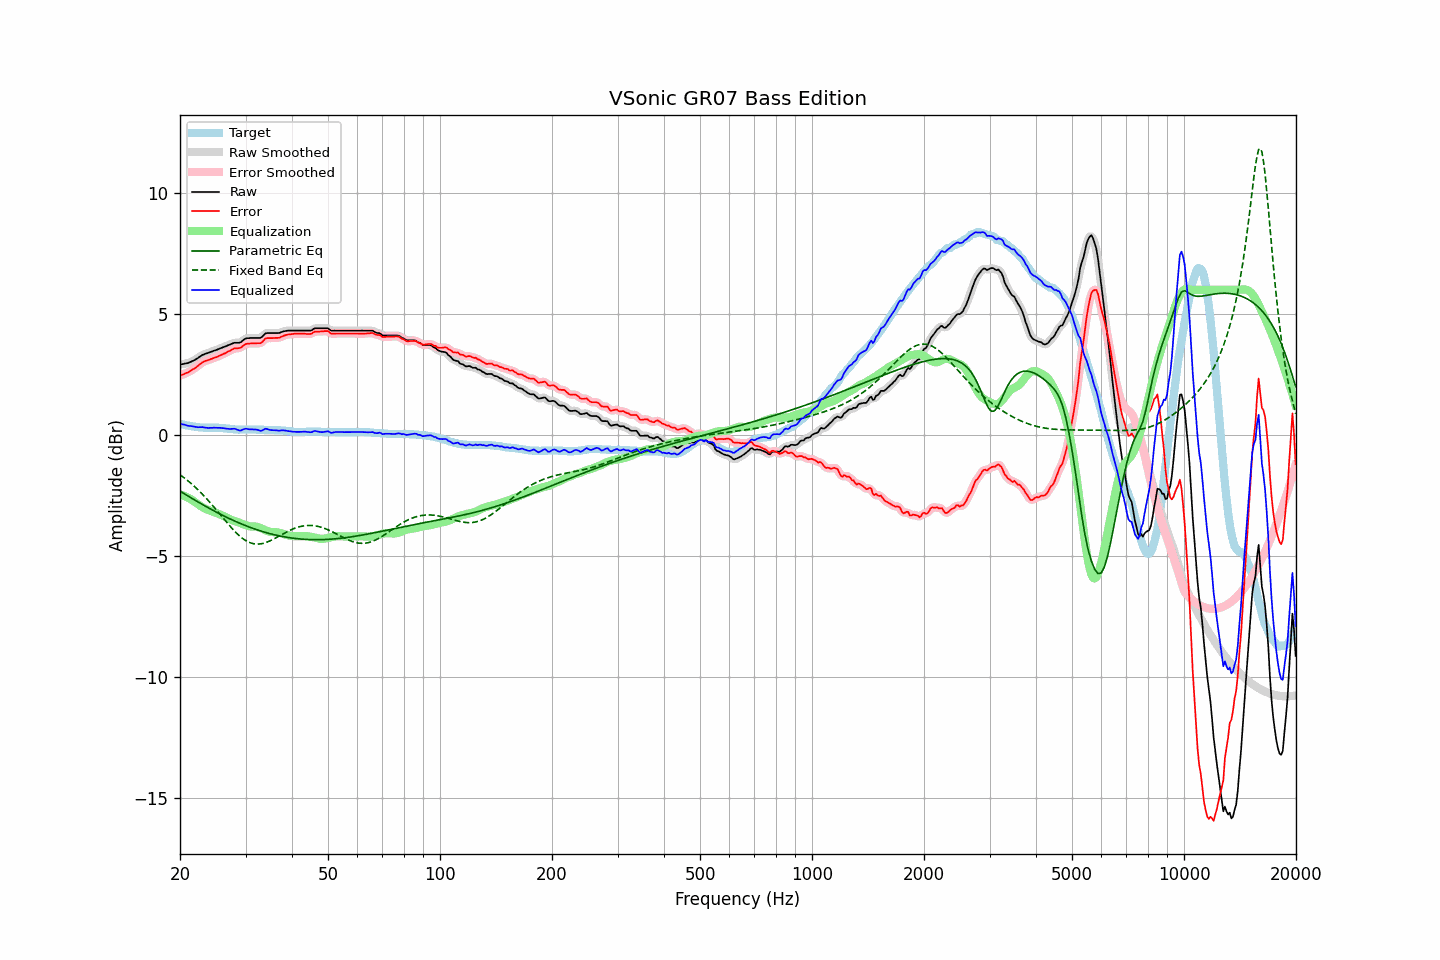 VSonic GR07 Bass Edition
Target
Raw Smoothed
Error Smoothed
Raw
Error
Equalization
Parametric Eq
Fixed Band Eq
Equalized
Amplitude (dBr)
10
5
0
−5
−10
−15
20
50
100
200
500
1000
2000
5000
10000
20000
Frequency (Hz)